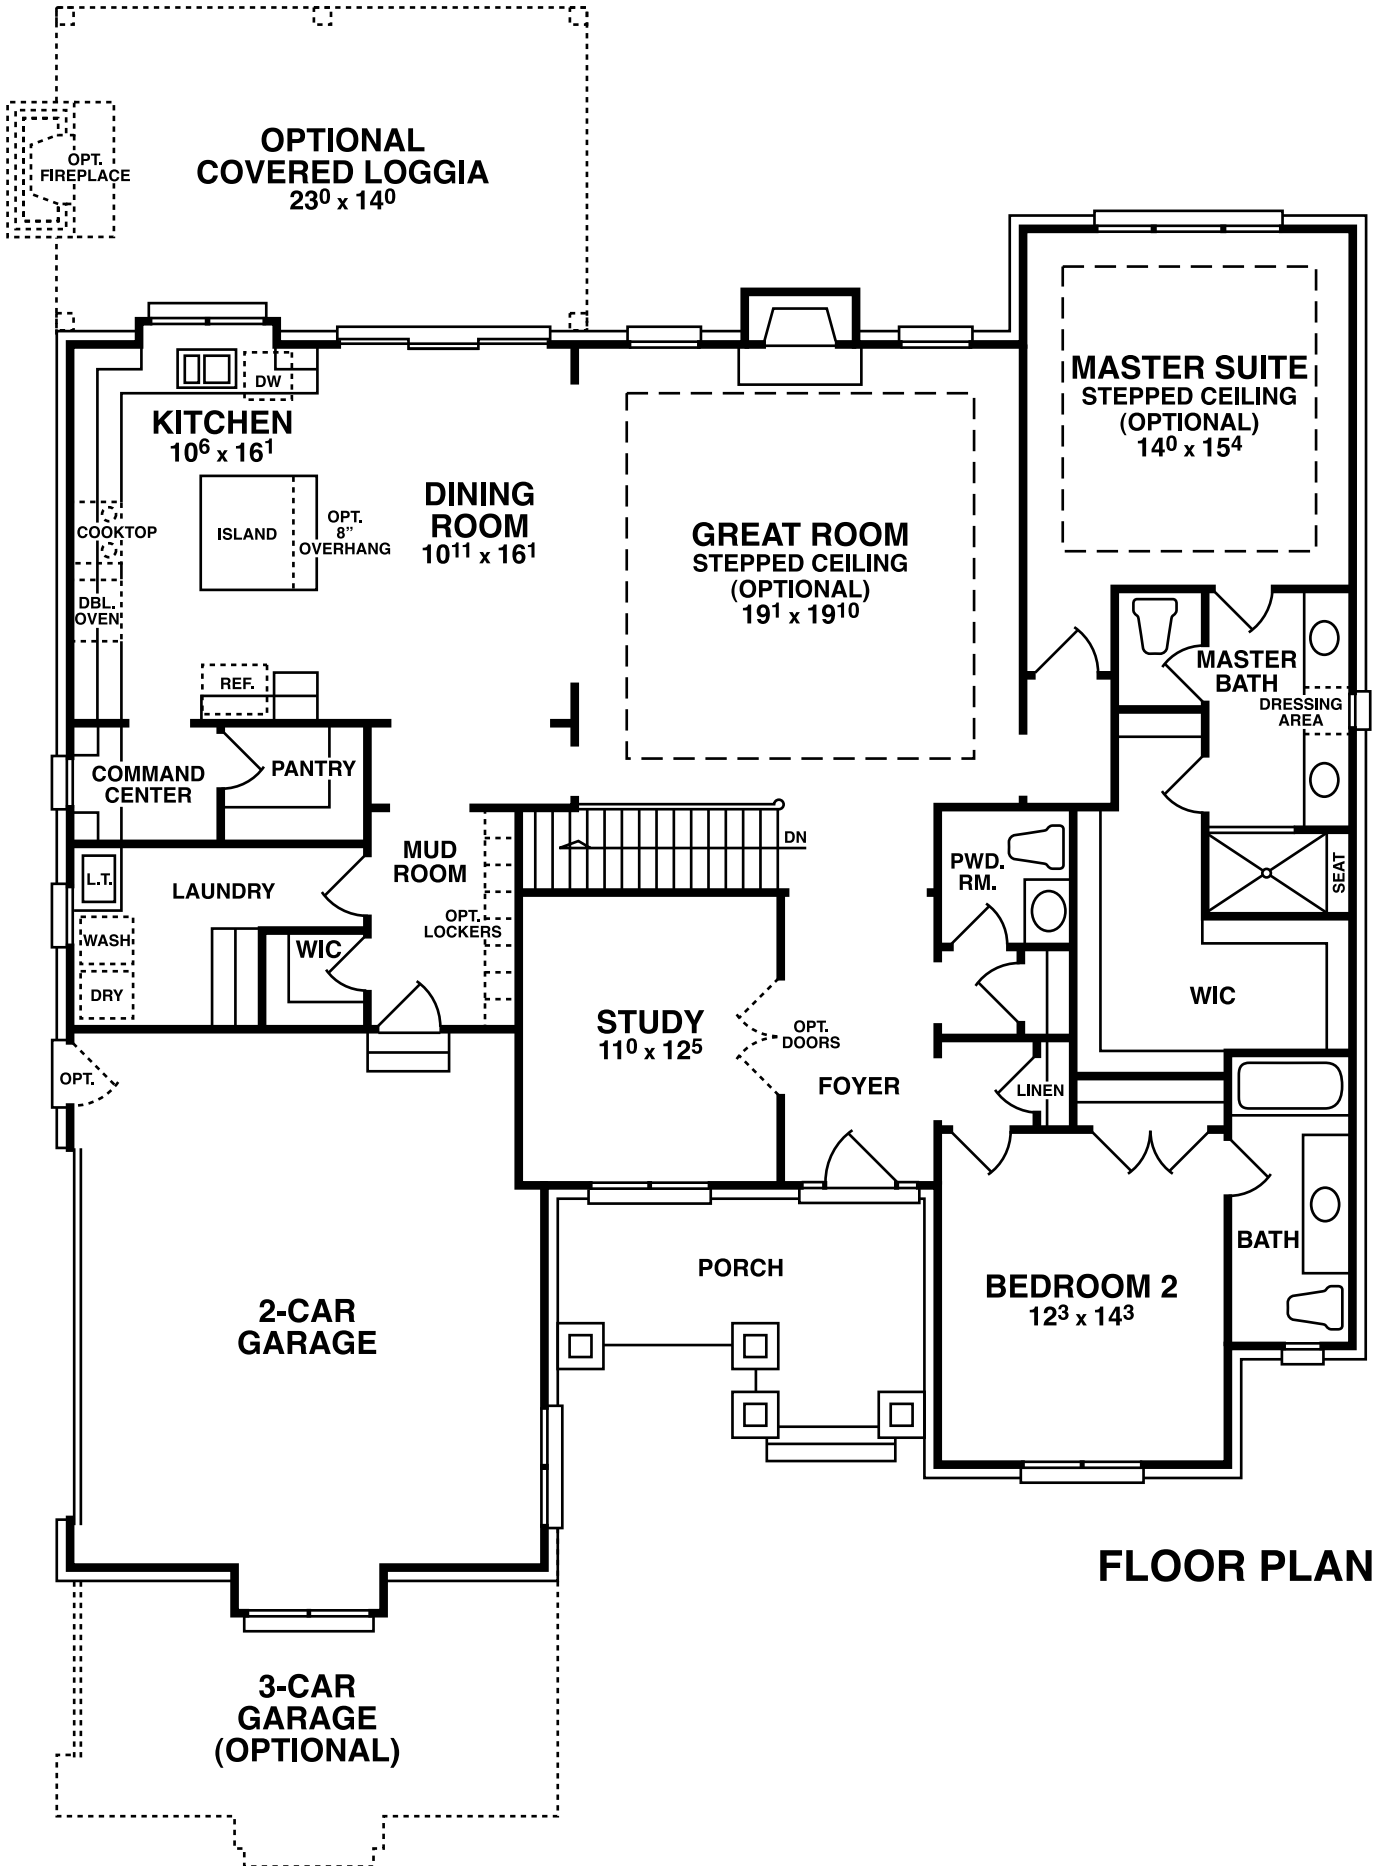 OPTIONAL
COVERED LOGGIA
23⁰ x 14⁰
OPT.
FIREPLACE
MASTER SUITE
STEPPED CEILING
(OPTIONAL)
14⁰ x 15⁴
DW
KITCHEN
10⁶ x 16¹
DINING
ROOM
10¹¹ x 16¹
ISLAND
OPT.
8”
OVERHANG
COOKTOP
DBL.
OVEN
REF.
GREAT ROOM
STEPPED CEILING
(OPTIONAL)
19¹ x 19¹⁰
MASTER
BATH
DRESSING
AREA
COMMAND
CENTER
PANTRY
MUD
ROOM
DN
PWD.
RM.
SEAT
L.T.
LAUNDRY
OPT.
LOCKERS
WASH
WIC
DRY
WIC
STUDY
11⁰ x 12⁵
OPT.
DOORS
FOYER
LINEN
OPT.
BATH
PORCH
BEDROOM 2
12³ x 14³
2-CAR
GARAGE
FLOOR PLAN
3-CAR
GARAGE
(OPTIONAL)